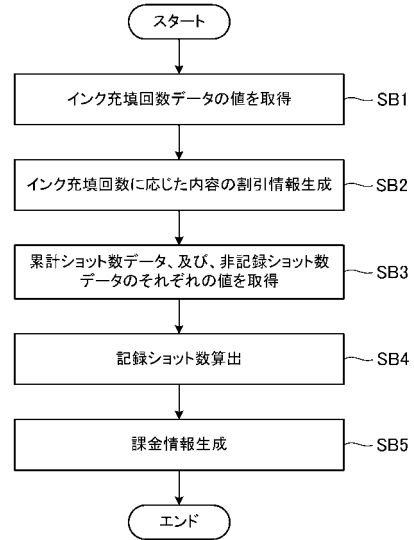 スタート
インク充填回数データの値を取得
SB1
インク充填回数に応じた内容の割引情報生成
SB2
累計ショット数データ、及び、非記録ショット数
データのそれぞれの値を取得
SB3
記録ショット数算出
SB4
課金情報生成
SB5
エンド